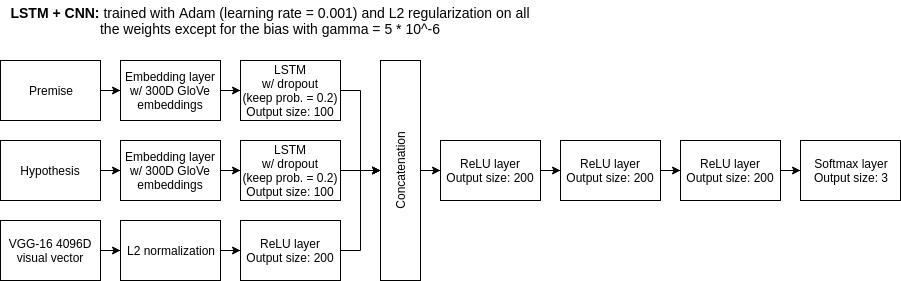 LSTM + CNN: trained with Adam (learning rate = 0.001) and L2 regularization on all
the weights except for the bias with gamma = 5 * 10^-6
Premise
Embedding layer
w/ 300D GloVe
embeddings
LSTM
w/ dropout
(keep prob. = 0.2)
Output size: 100
Hypothesis
Embedding layer
w/ 300D GloVe
embeddings
LSTM
w/ dropout
(keep prob. = 0.2)
Output size: 100
VGG-16 4096D
visual vector
L2 normalization
ReLU layer
Output size: 200
Concatenation
ReLU layer
Output size: 200
ReLU layer
Output size: 200
ReLU layer
Output size: 200
Softmax layer
Output size: 3